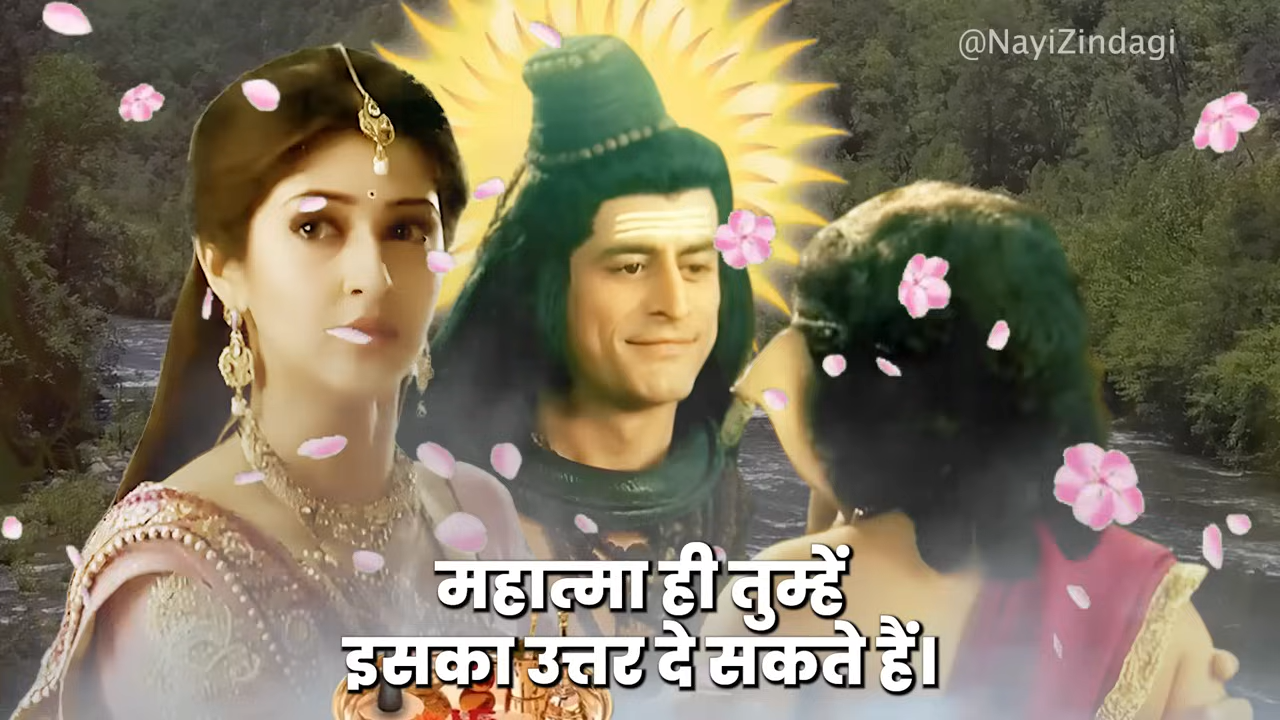 @NayiZindagi
महात्मा ही तुम्हें
इसका उत्तर दे सकते हैं।